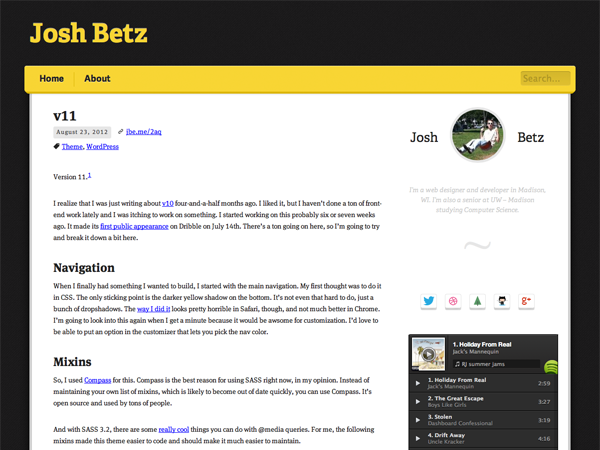 Josh Betz
Home
About
Search...
v11
August 23, 2012
jbe.me/2aq
Theme, WordPress
Version 11.1
I realize that I was just writing about v10 four-and-a-half months ago. I liked it, but I haven't done a ton of front-
end work lately and I was itching to work on something. I started working on this probably six or seven weeks
ago. It made its first public appearance on Dribble on July 14th. There's a ton going on here, so I'm going to try
and break it down a bit here.
Navigation
When I finally had something I wanted to build, I started with the main navigation. My first thought was to do it
in CSS. The only sticking point is the darker yellow shadow on the bottom. It's not even that hard to do, just a
bunch of dropshadows. The way I did it looks pretty horrible in Safari, though, and not much better in Chrome.
I'm going to look into this again when I get a minute because it would be awsome for customization. I'd love to
be able to put an option in the customizer that lets you pick the nav color.
Mixins
So, I used Compass for this. Compass is the best reason for using SASS right now, in my opinion. Instead of
maintaining your own list of mixins, which is likely to become out of date quickly, you can use Compass. It's
open source and used by tons of people.
And with SASS 3.2, there are some really cool things you can do with @media queries. For me, the following
mixins made this theme easier to code and should make it much easier to maintain.
Josh
Betz
I'm a web designer and developer in Madison,
WI. I'm also a senior at UW – Madison
studying Computer Science.
~
1. Holiday From Real
Jack's Mannequin
RJ summer jams
1. Holiday From Real
Jack's Mannequin
2:59
2. The Great Escape
Boys Like Girls
3:27
3. Stolen
Dashboard Confessional
3:19
4. Drift Away
Uncle Kracker
4:16